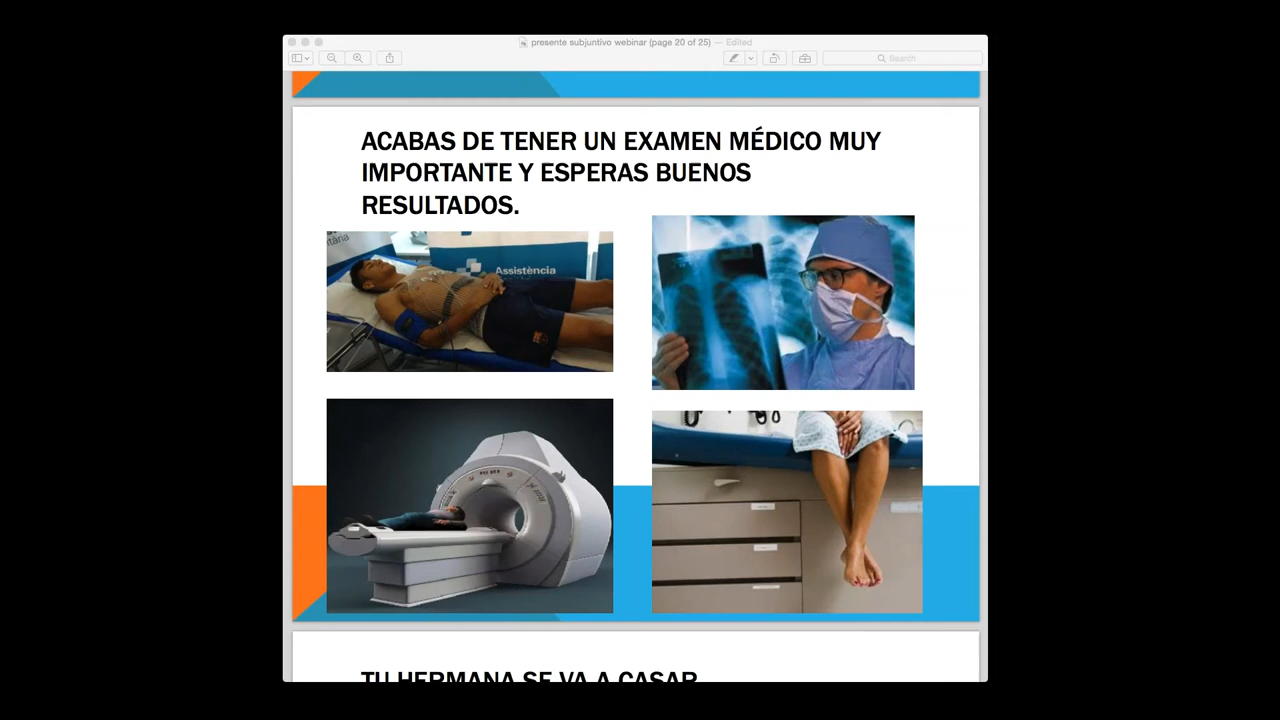 presente subjuntivo webinar (page 20 of 25) — Edited
Search
ACABAS DE TENER UN EXAMEN MÉDICO MUY
IMPORTANTE Y ESPERAS BUENOS
RESULTADOS.
Assistència
TU HERMANA SE VA A CASAR